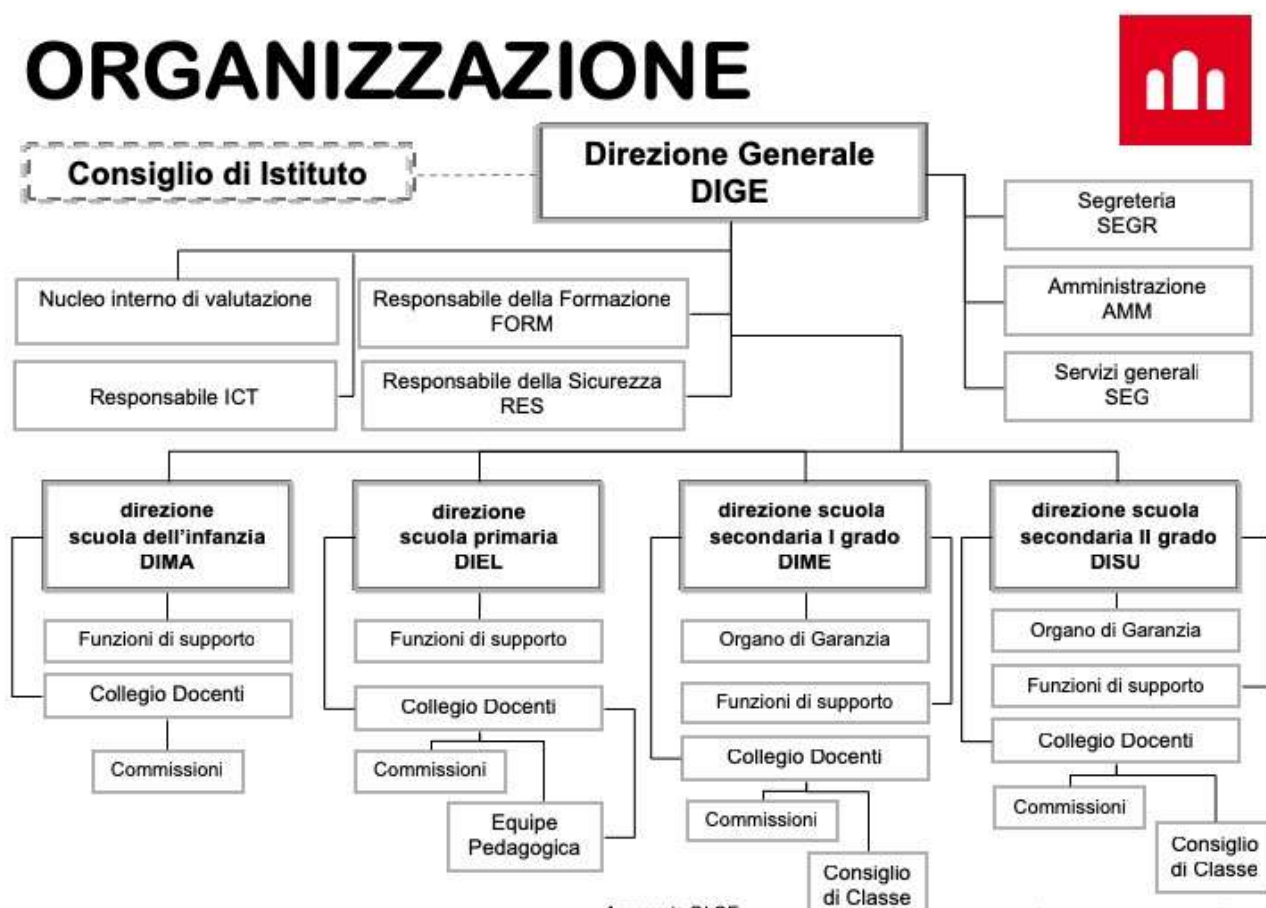 ORGANIZZAZIONE
Consiglio di Istituto
Direzione Generale
DIGE
Segreteria
SEGR
Amministrazione
AMM
Servizi generali
SEG
Nucleo interno di valutazione
Responsabile della Formazione
FORM
Responsabile ICT
Responsabile della Sicurezza
RES
direzione
scuola dell'infanzia
DIMA
Funzioni di supporto
Collegio Docenti
Commissioni
direzione
scuola primaria
DIEL
Funzioni di supporto
Collegio Docenti
Commissioni
Equipe
Pedagogica
direzione scuola
secondaria I grado
DIME
Organo di Garanzia
Funzioni di supporto
Collegio Docenti
Commissioni
Consiglio
di Classe
direzione scuola
secondaria II grado
DISU
Organo di Garanzia
Funzioni di supporto
Collegio Docenti
Commissioni
Consiglio
di Classe